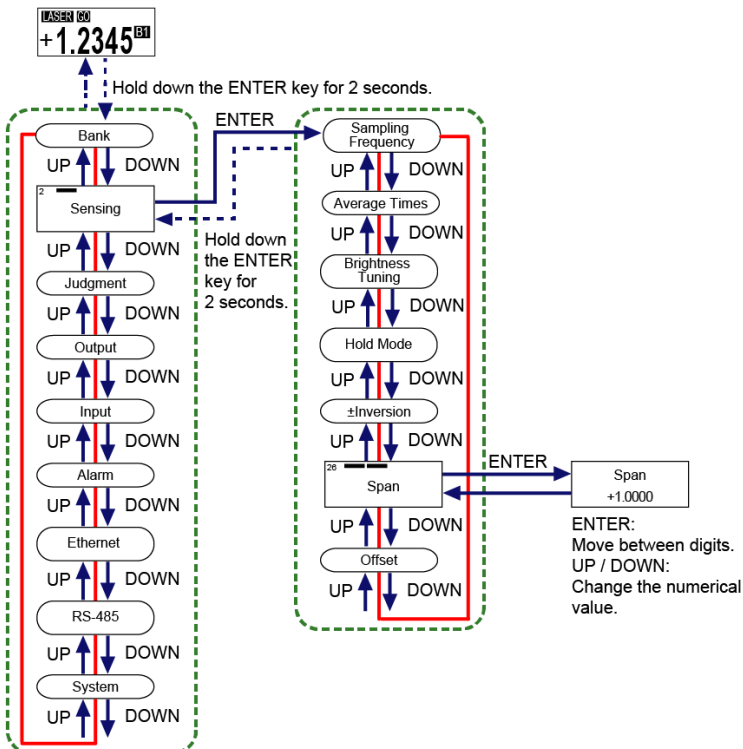 LASER GO
+1.2345 B1
Hold down the ENTER key for 2 seconds.
Bank
UP DOWN
2
Sensing
UP DOWN
Judgment
UP DOWN
Output
UP DOWN
Input
UP DOWN
Alarm
UP DOWN
Ethernet
UP DOWN
RS-485
UP DOWN
System
UP DOWN
ENTER
Hold down
the ENTER
key for
2 seconds.
Sampling
Frequency
UP DOWN
Average Times
UP DOWN
Brightness
Tuning
UP DOWN
Hold Mode
UP DOWN
±Inversion
UP DOWN
26
Span
UP DOWN
Offset
UP DOWN
ENTER
Span
+1.0000
ENTER:
Move between digits.
UP / DOWN:
Change the numerical
value.